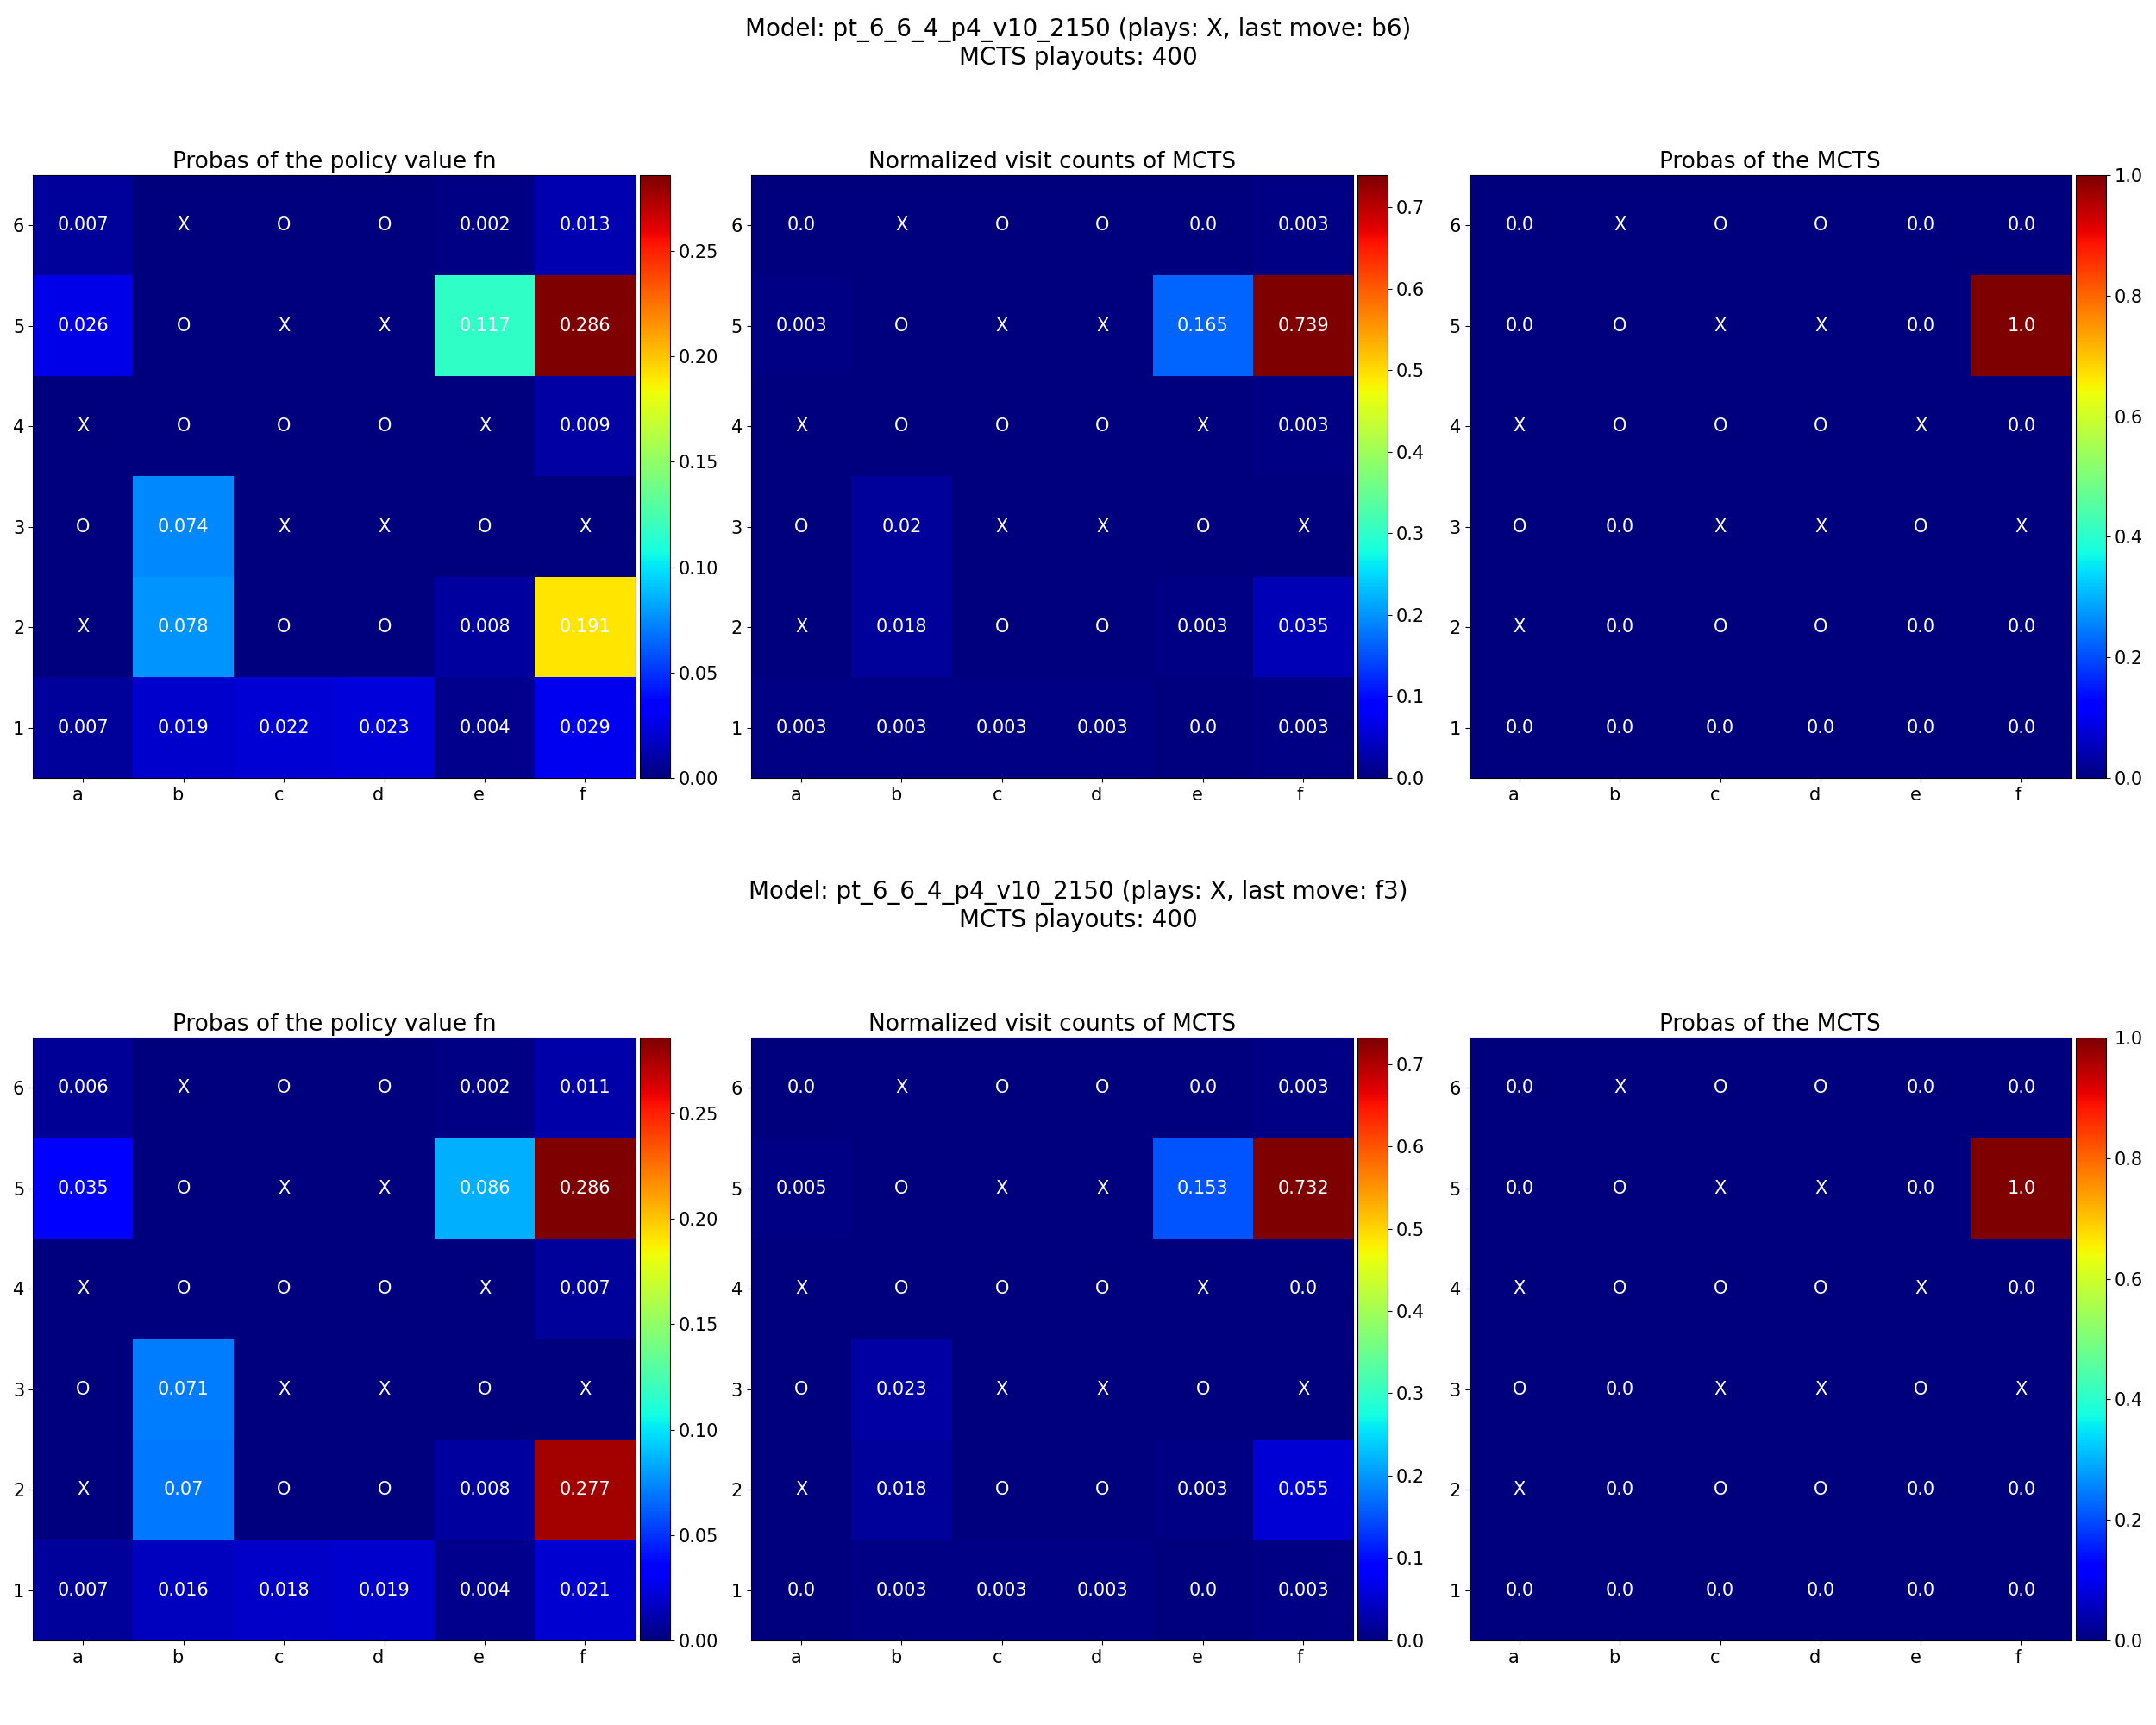 Model: pt_6_6_4_p4_v10_2150 (plays: X, last move: b6)
MCTS playouts: 400
Probas of the policy value fn
6 0.007 X O O 0.002 0.013
5 0.026 O X X 0.117 0.286
4 X O O O X 0.009
3 O 0.074 X X O X
2 X 0.078 O O 0.008 0.191
1 0.007 0.019 0.022 0.023 0.004 0.029
a b c d e f
0.25
0.20
0.15
0.10
0.05
0.00
Normalized visit counts of MCTS
6 0.0 X O O 0.0 0.003
5 0.003 O X X 0.165 0.739
4 X O O O X 0.003
3 O 0.02 X X O X
2 X 0.018 O O 0.003 0.035
1 0.003 0.003 0.003 0.003 0.0 0.003
a b c d e f
0.7
0.6
0.5
0.4
0.3
0.2
0.1
0.0
Probas of the MCTS
6 0.0 X O O 0.0 0.0
5 0.0 O X X 0.0 1.0
4 X O O O X 0.0
3 O 0.0 X X O X
2 X 0.0 O O 0.0 0.0
1 0.0 0.0 0.0 0.0 0.0 0.0
a b c d e f
1.0
0.8
0.6
0.4
0.2
0.0
Model: pt_6_6_4_p4_v10_2150 (plays: X, last move: f3)
MCTS playouts: 400
Probas of the policy value fn
6 0.006 X O O 0.002 0.011
5 0.035 O X X 0.086 0.286
4 X O O O X 0.007
3 O 0.071 X X O X
2 X 0.07 O O 0.008 0.277
1 0.007 0.016 0.018 0.019 0.004 0.021
a b c d e f
0.25
0.20
0.15
0.10
0.05
0.00
Normalized visit counts of MCTS
6 0.0 X O O 0.0 0.003
5 0.005 O X X 0.153 0.732
4 X O O O X 0.0
3 O 0.023 X X O X
2 X 0.018 O O 0.003 0.055
1 0.0 0.003 0.003 0.003 0.0 0.003
a b c d e f
0.7
0.6
0.5
0.4
0.3
0.2
0.1
0.0
Probas of the MCTS
6 0.0 X O O 0.0 0.0
5 0.0 O X X 0.0 1.0
4 X O O O X 0.0
3 O 0.0 X X O X
2 X 0.0 O O 0.0 0.0
1 0.0 0.0 0.0 0.0 0.0 0.0
a b c d e f
1.0
0.8
0.6
0.4
0.2
0.0